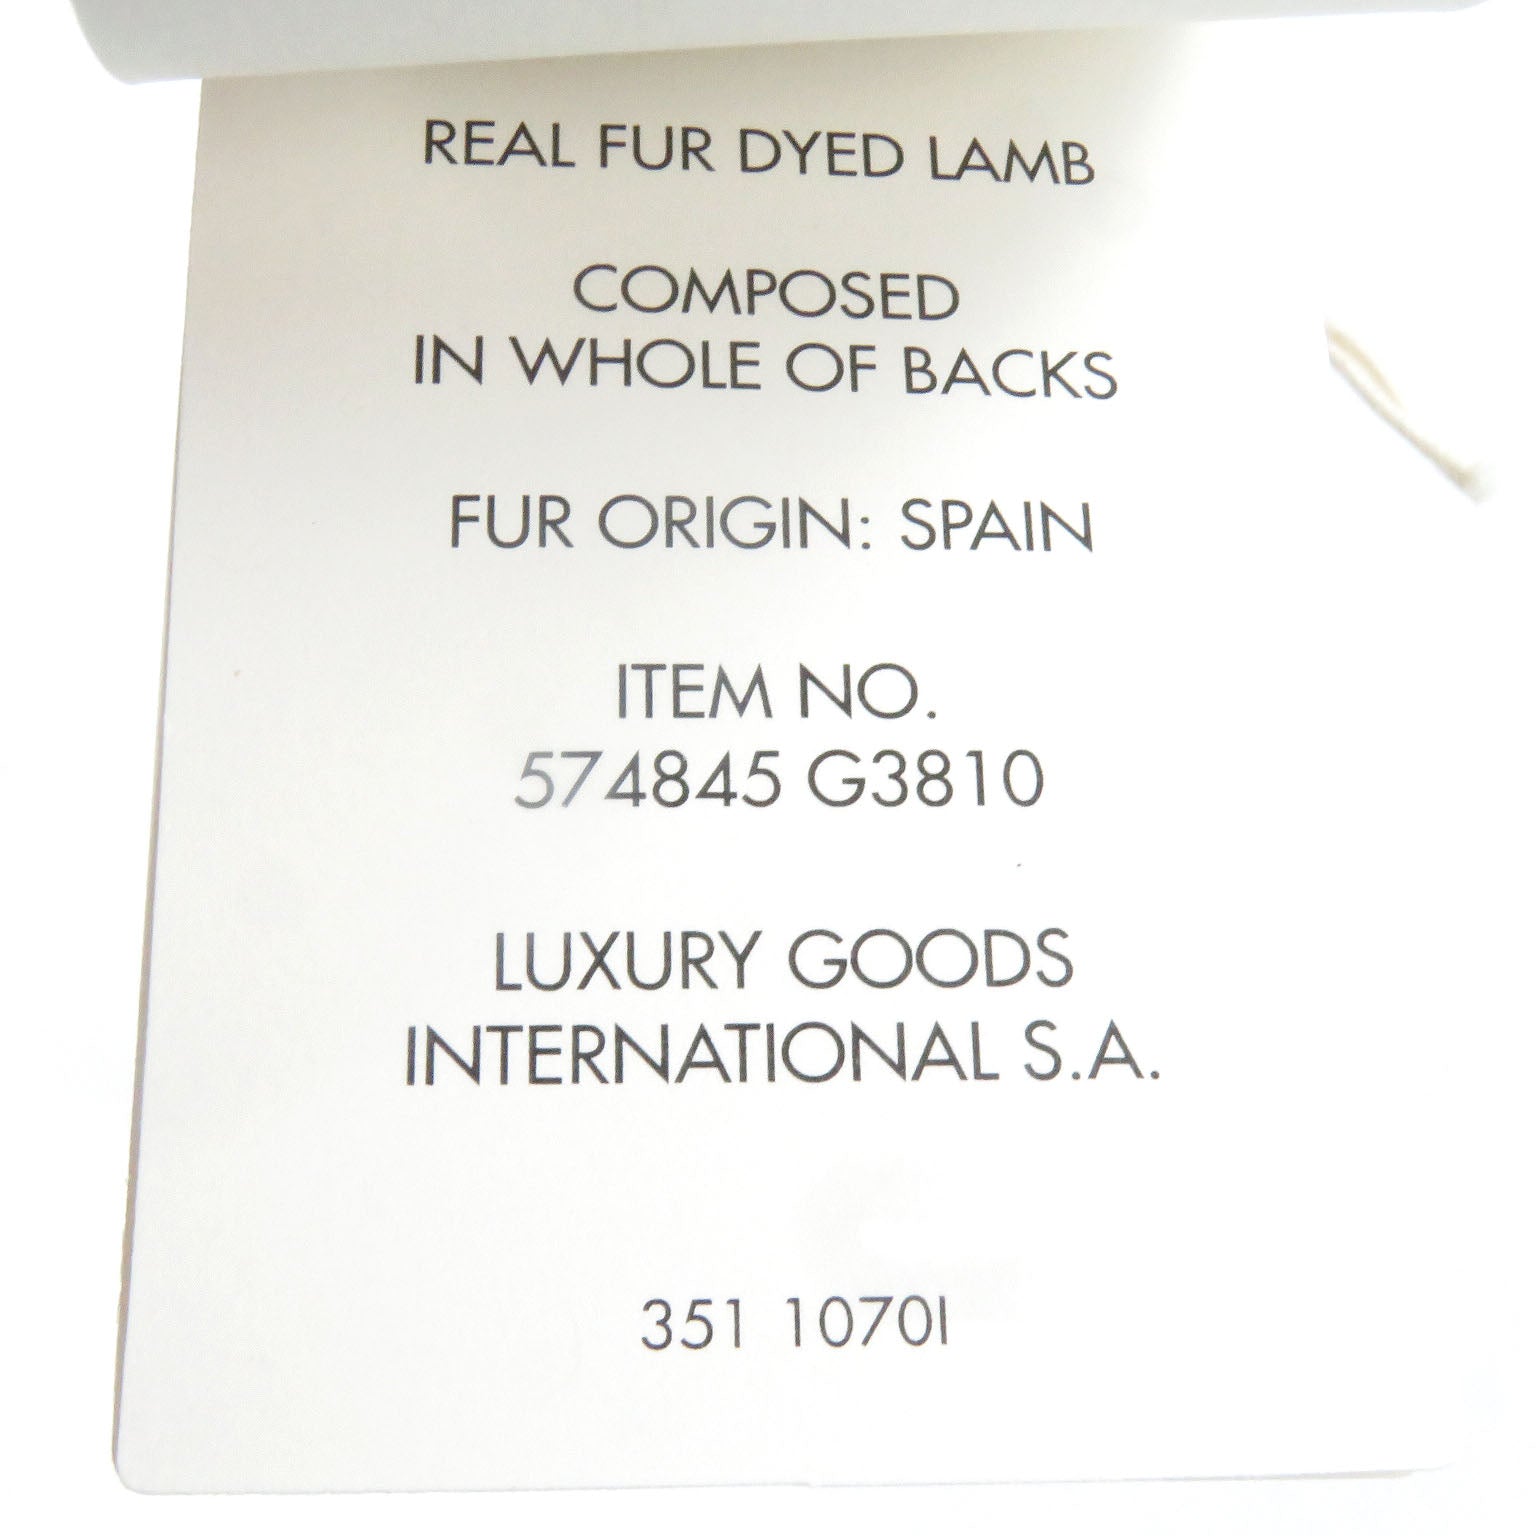 REAL FUR DYED LAMB
COMPOSED
IN WHOLE OF BACKS
FUR ORIGIN: SPAIN
ITEM NO.
574845 G3810
LUXURY GOODS
INTERNATIONAL S.A.
351 1070I